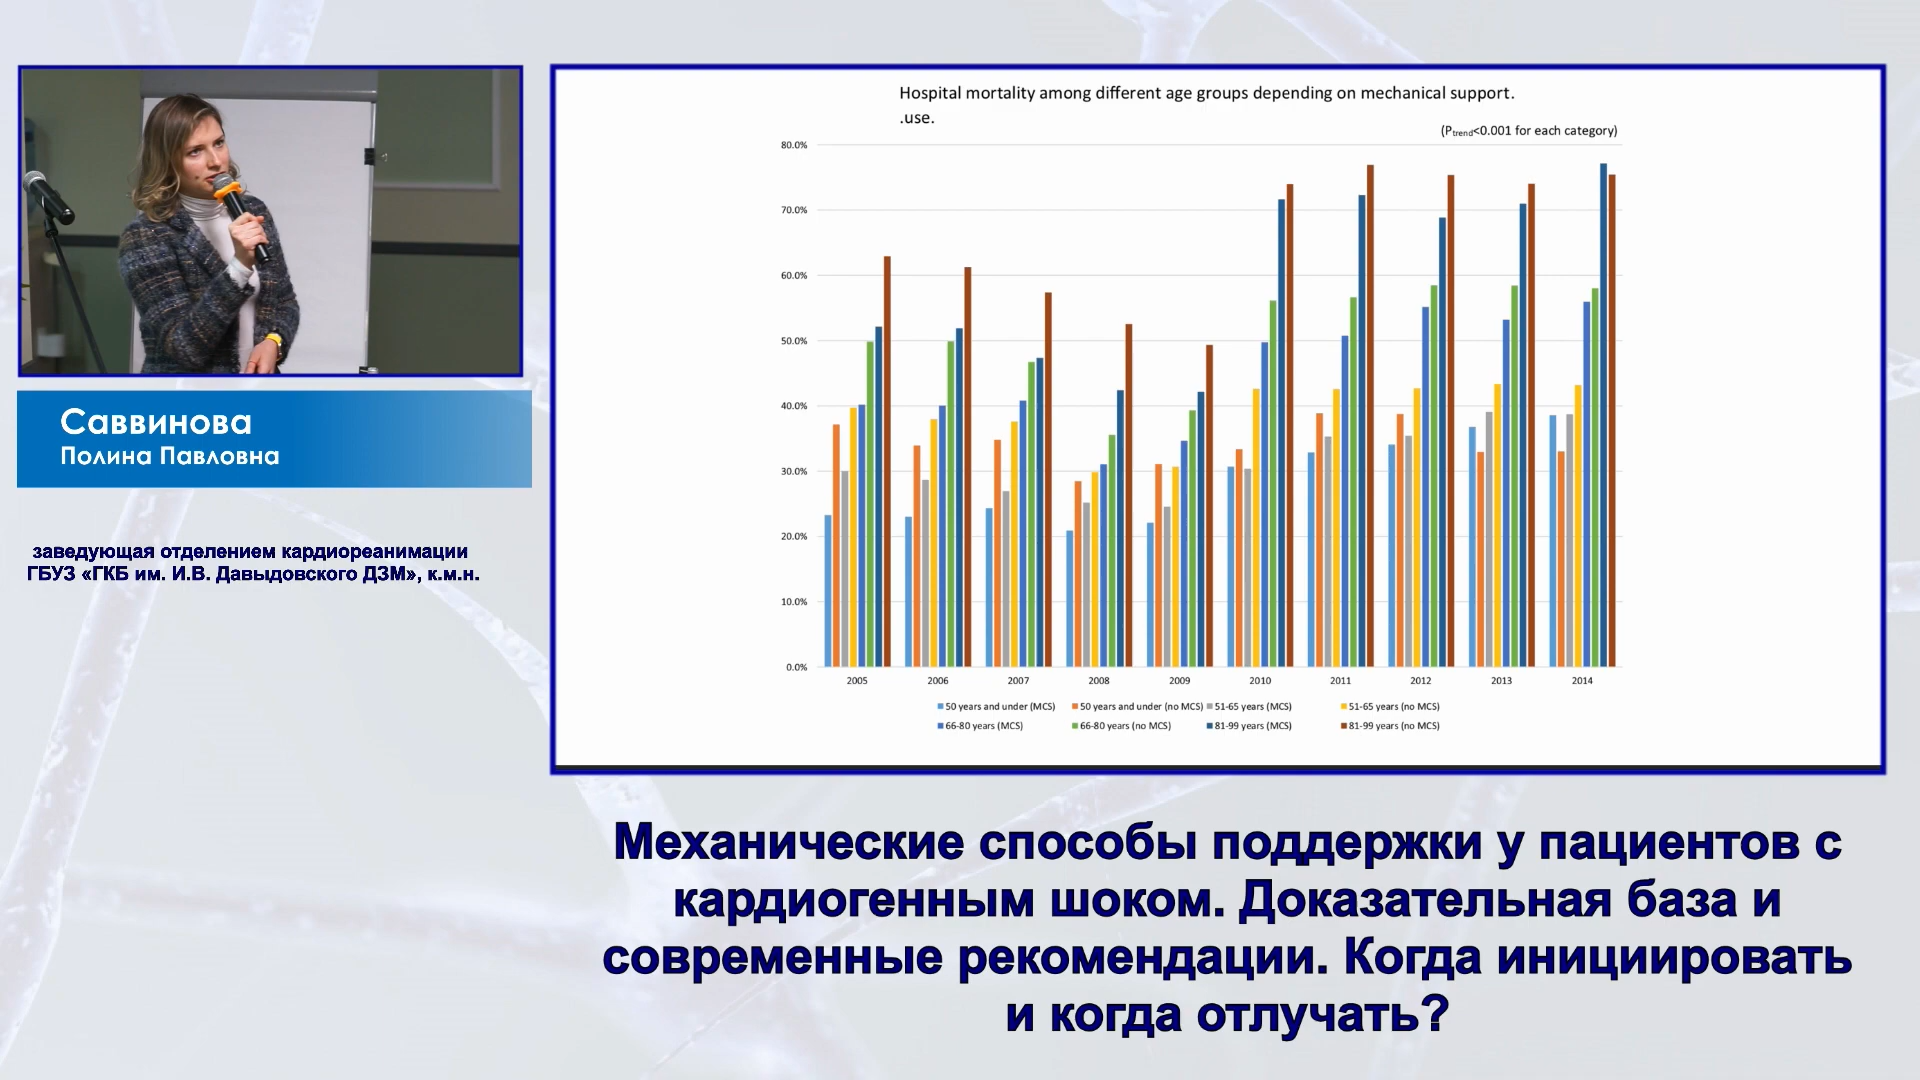 Саввинова
Полина Павловна
заведующая отделением кардиореанимации
ГБУЗ «ГКБ им. И.В. Давыдовского ДЗМ», к.м.н.
Hospital mortality among different age groups depending on mechanical support.
.use.
(Ptrend<0.001 for each category)
80.0%
70.0%
60.0%
50.0%
40.0%
30.0%
20.0%
10.0%
0.0%
2005 2006 2007 2008 2009 2010 2011 2012 2013 2014
50 years and under (MCS) 50 years and under (no MCS) 51-65 years (MCS) 51-65 years (no MCS)
66-80 years (MCS) 66-80 years (no MCS) 81-99 years (MCS) 81-99 years (no MCS)
Механические способы поддержки у пациентов с
кардиогенным шоком. Доказательная база и
современные рекомендации. Когда инициировать
и когда отлучать?